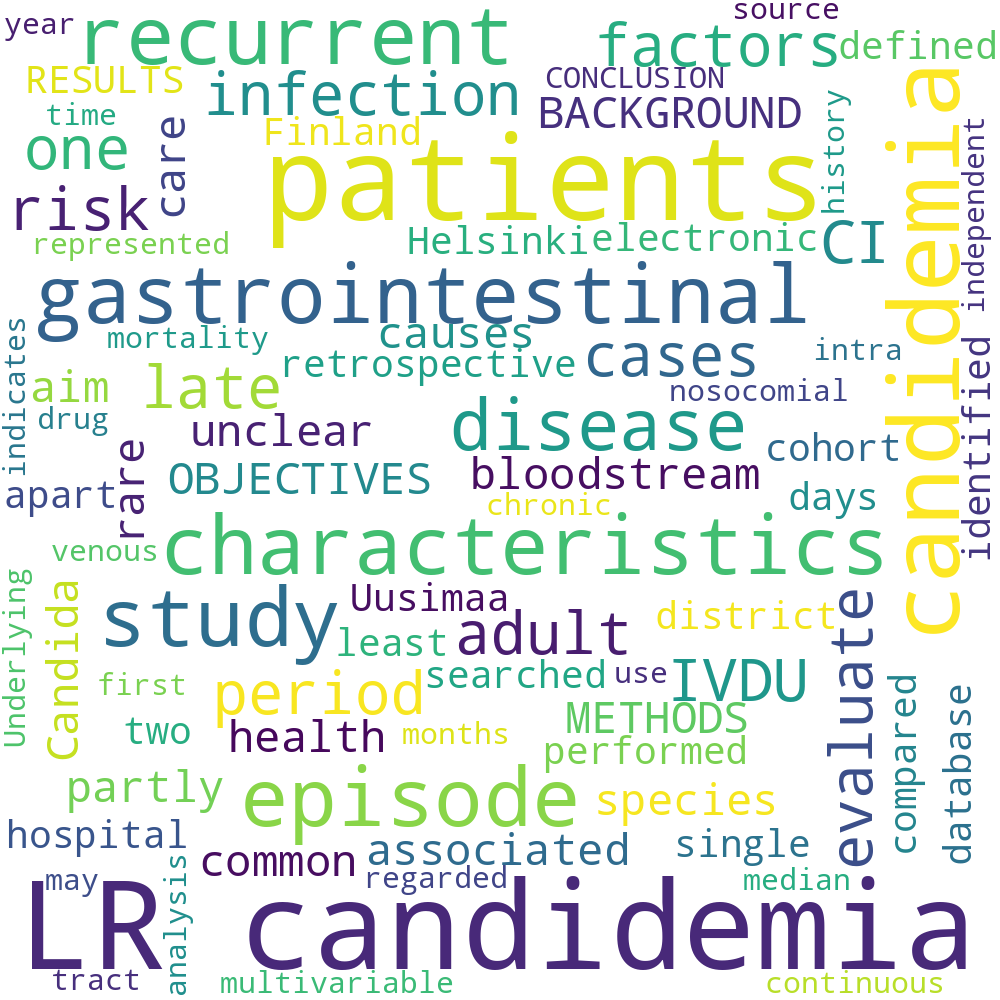 year
recurrent
source
factors
defined
RESULTS
infection
CONCLUSION
BACKGROUND
candidemia
time
care
Finland
history
independent
one
patients
risk
represented
Helsinki
electronic
CI
gastrointestinal
indicates
mortality
causes
intra
identified
retrospective
cases
aim
late
nosocomial
drug
unclear
disease
cohort
rare
OBJECTIVES
bloodstream
apart
chronic
days
venous
characteristics
Underlying
Candida
study
Uusimaa
adult
district
evaluate
least
first
period
searched
use
IVDU
compared
database
two
health
months
METHODS
performed
partly
episode
species
hospital
common
associated
single
may
analysis
regarded
median
LR candidemia
tract
multivariable
continuous